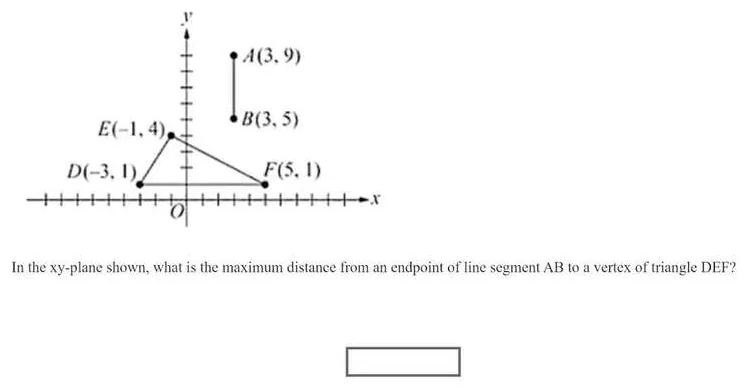 y
A(3, 9)
B(3, 5)
E(–1, 4)
D(–3, 1)
F(5, 1)
x
O
In the xy-plane shown, what is the maximum distance from an endpoint of line segment AB to a vertex of triangle DEF?